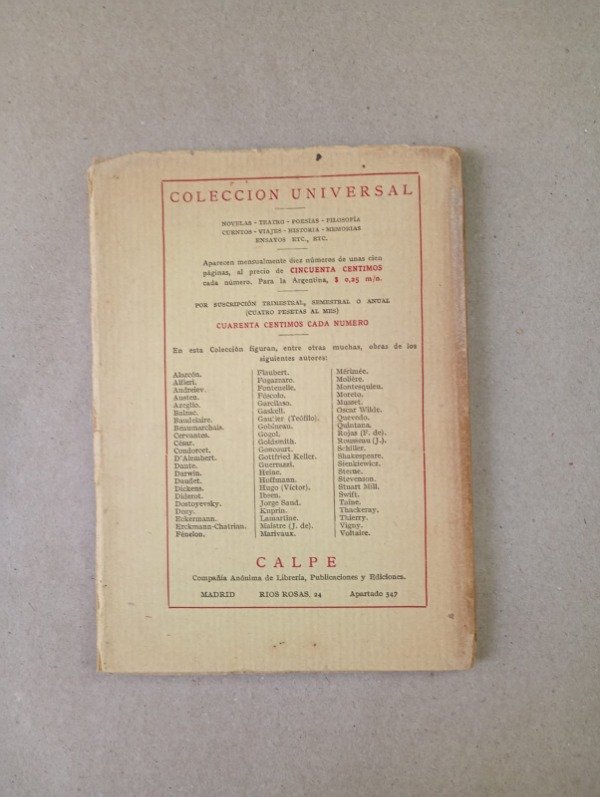 COLECCION UNIVERSAL
NOVELAS - TEATRO - POESÍAS - FILOSOFÍA
CUENTOS - VIAJES - HISTORIA - MEMORIAS
ENSAYOS ETC., ETC.
Aparecen mensualmente diez números de unas cien
páginas, al precio de CINCUENTA CENTIMOS
cada número. Para la Argentina, $ 0,25 m/n.
POR SUSCRIPCIÓN TRIMESTRAL, SEMESTRAL O ANUAL
(CUATRO PESETAS AL MES)
CUARENTA CENTIMOS CADA NUMERO
En esta Colección figuran, entre otras muchas, obras de los
siguientes autores:
Alarcón.
Alfieri.
Andreiev.
Austen.
Azeglio.
Balzac.
Baudelaire.
Beaumarchais.
Cervantes.
César.
Condorcet.
D'Alembert.
Dante.
Darwin.
Daudet.
Dickens.
Diderot.
Dostoyevsky.
Dozy.
Eckermann.
Erckmann-Chatrian.
Fénelon.
Flaubert.
Fogazzaro.
Fontenelle.
Fóscolo.
Garcilaso.
Gaskell.
Gautier (Teófilo).
Gobineau.
Gogol.
Goldsmith.
Goncourt.
Gottfried Keller.
Guerrazzi.
Heine.
Hoffmann.
Hugo (Víctor).
Ibsen.
Jorge Sand.
Kuprin.
Lamartine.
Maistre (J. de).
Marivaux.
Mérimée.
Molière.
Montesquieu.
Moreto.
Musset.
Oscar Wilde.
Quevedo.
Quintana.
Rojas (F. de).
Rousseau (J.).
Schiller.
Shakespeare.
Sienkiewicz.
Sterne.
Stevenson.
Stuart Mill.
Swift.
Taine.
Thackeray.
Thierry.
Vigny.
Voltaire.
CALPE
Compañía Anónima de Librería, Publicaciones y Ediciones.
MADRID RIOS ROSAS, 24 Apartado 547